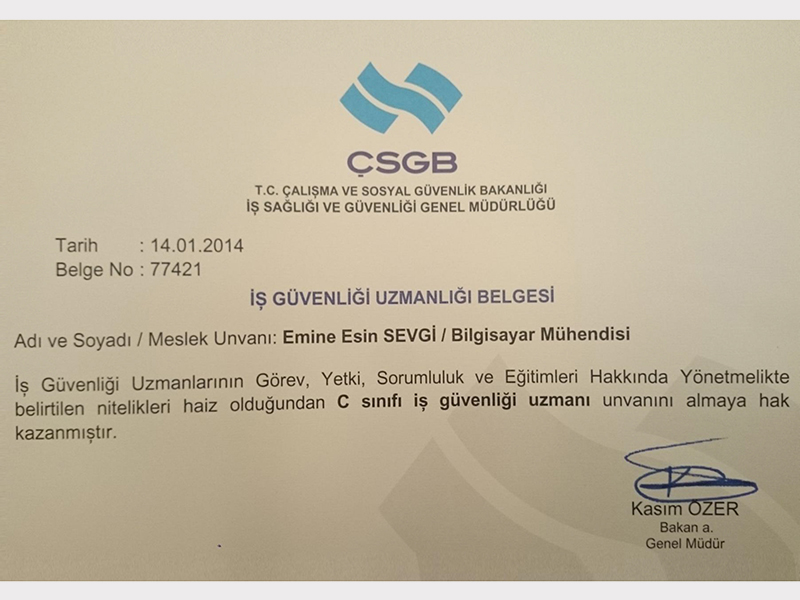 ÇSGB
T.C. ÇALIŞMA VE SOSYAL GÜVENLİK BAKANLIĞI
İŞ SAĞLIĞI VE GÜVENLİĞİ GENEL MÜDÜRLÜĞÜ
Tarih : 14.01.2014
Belge No : 77421
İŞ GÜVENLİĞİ UZMANLIĞI BELGESİ
Adı ve Soyadı / Meslek Unvanı: Emine Esin SEVGİ / Bilgisayar Mühendisi
İş Güvenliği Uzmanlarının Görev, Yetki, Sorumluluk ve Eğitimleri Hakkında Yönetmelikte
belirtilen nitelikleri haiz olduğundan C sınıfı iş güvenliği uzmanı unvanını almaya hak
kazanmıştır.
Kasım ÖZER
Bakan a.
Genel Müdür